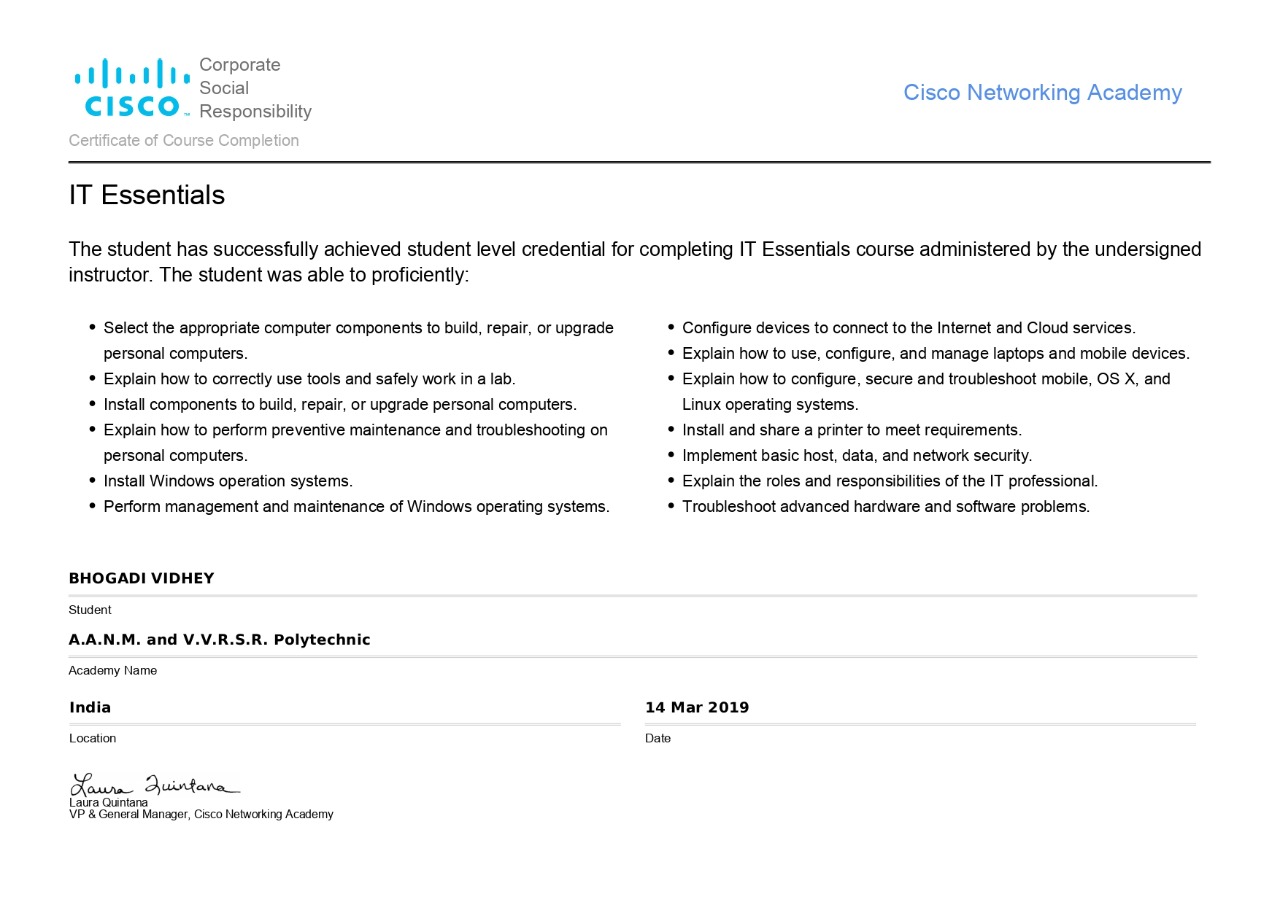 CISCO™
Corporate
Social
Responsibility
Cisco Networking Academy
Certificate of Course Completion
IT Essentials
The student has successfully achieved student level credential for completing IT Essentials course administered by the undersigned
instructor. The student was able to proficiently:
• Select the appropriate computer components to build, repair, or upgrade
personal computers.
• Explain how to correctly use tools and safely work in a lab.
• Install components to build, repair, or upgrade personal computers.
• Explain how to perform preventive maintenance and troubleshooting on
personal computers.
• Install Windows operation systems.
• Perform management and maintenance of Windows operating systems.
• Configure devices to connect to the Internet and Cloud services.
• Explain how to use, configure, and manage laptops and mobile devices.
• Explain how to configure, secure and troubleshoot mobile, OS X, and
Linux operating systems.
• Install and share a printer to meet requirements.
• Implement basic host, data, and network security.
• Explain the roles and responsibilities of the IT professional.
• Troubleshoot advanced hardware and software problems.
BHOGADI VIDHEY
Student
A.A.N.M. and V.V.R.S.R. Polytechnic
Academy Name
India
Location
14 Mar 2019
Date
Laura Quintana
Laura Quintana
VP & General Manager, Cisco Networking Academy